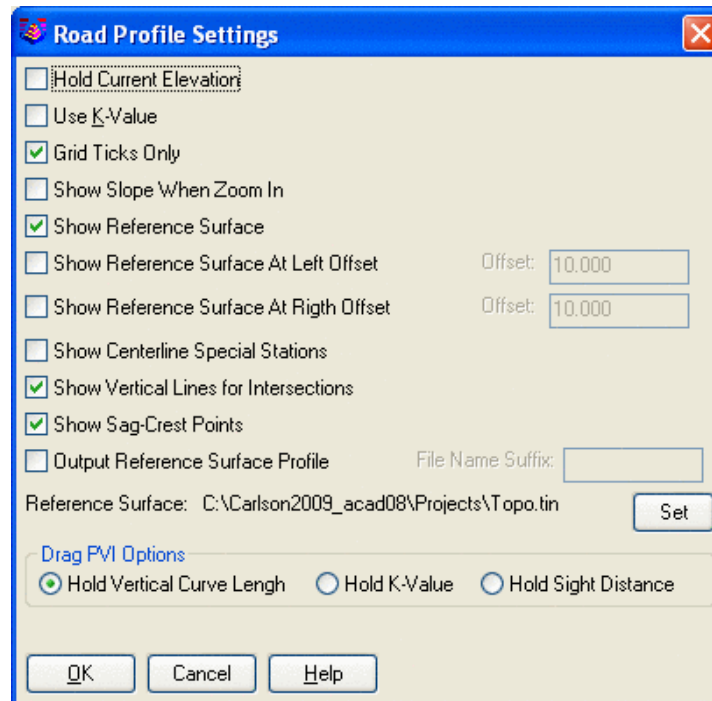 Road Profile Settings
Hold Current Elevation
Use K-Value
Grid Ticks Only
Show Slope When Zoom In
Show Reference Surface
Show Reference Surface At Left Offset Offset: 10.000
Show Reference Surface At Rigth Offset Offset: 10.000
Show Centerline Special Stations
Show Vertical Lines for Intersections
Show Sag-Crest Points
Output Reference Surface Profile File Name Suffix:
Reference Surface: C:\Carlson2009_acad08\Projects\Topo.tin Set
Drag PVI Options
Hold Vertical Curve Lengh Hold K-Value Hold Sight Distance
OK Cancel Help